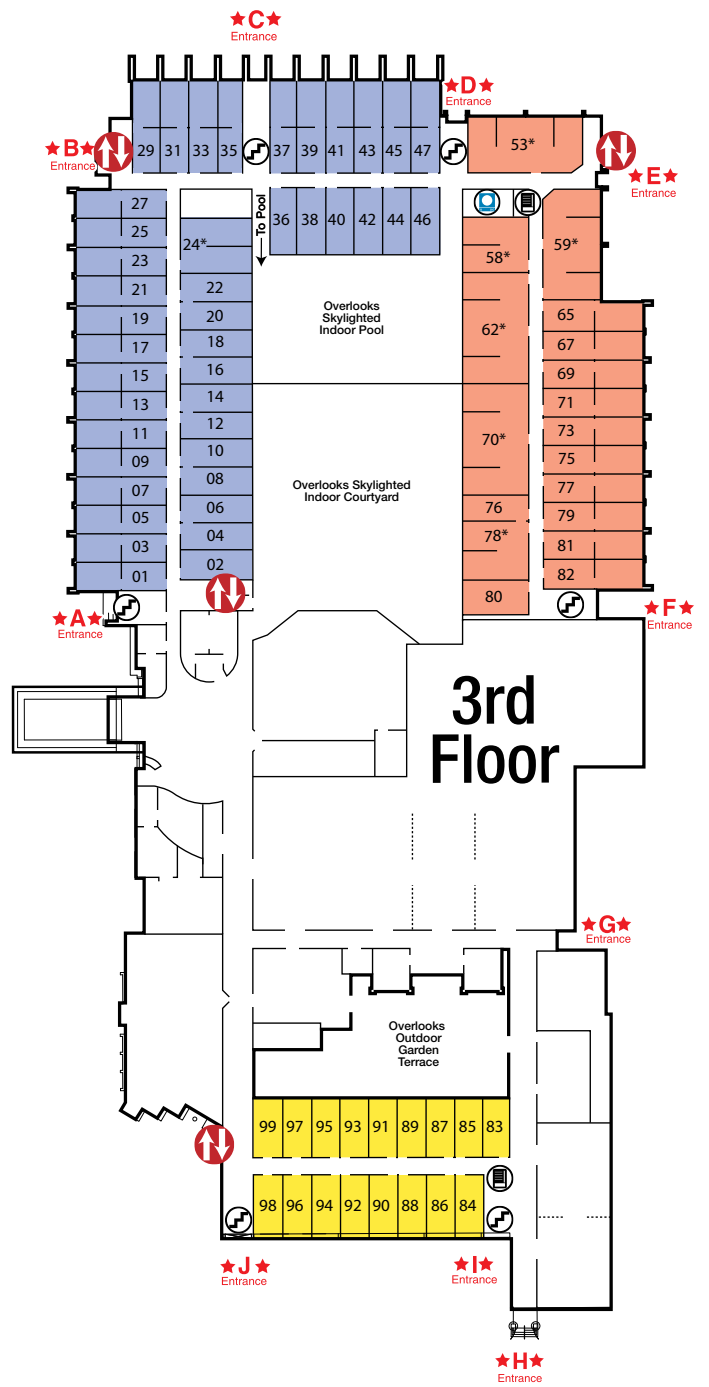 ★C★
Entrance
★D★
Entrance
★B★
Entrance
29 31 33 35 37 39 41 43 45 47
53*
★E★
Entrance
27
25
23
21
19
17
15
13
11
09
07
05
03
01
24*
22
20
18
16
14
12
10
08
06
04
02
To Pool
36 38 40 42 44 46
Overlooks
Skylighted
Indoor Pool
Overlooks Skylighted
Indoor Courtyard
58*
62*
70*
76
78*
80
59*
65
67
69
71
73
75
77
79
81
82
★A★
Entrance
★F★
Entrance
3rd
Floor
★G★
Entrance
Overlooks
Outdoor
Garden
Terrace
99 97 95 93 91 89 87 85 83
98 96 94 92 90 88 86 84
★J★
Entrance
★I★
Entrance
★H★
Entrance